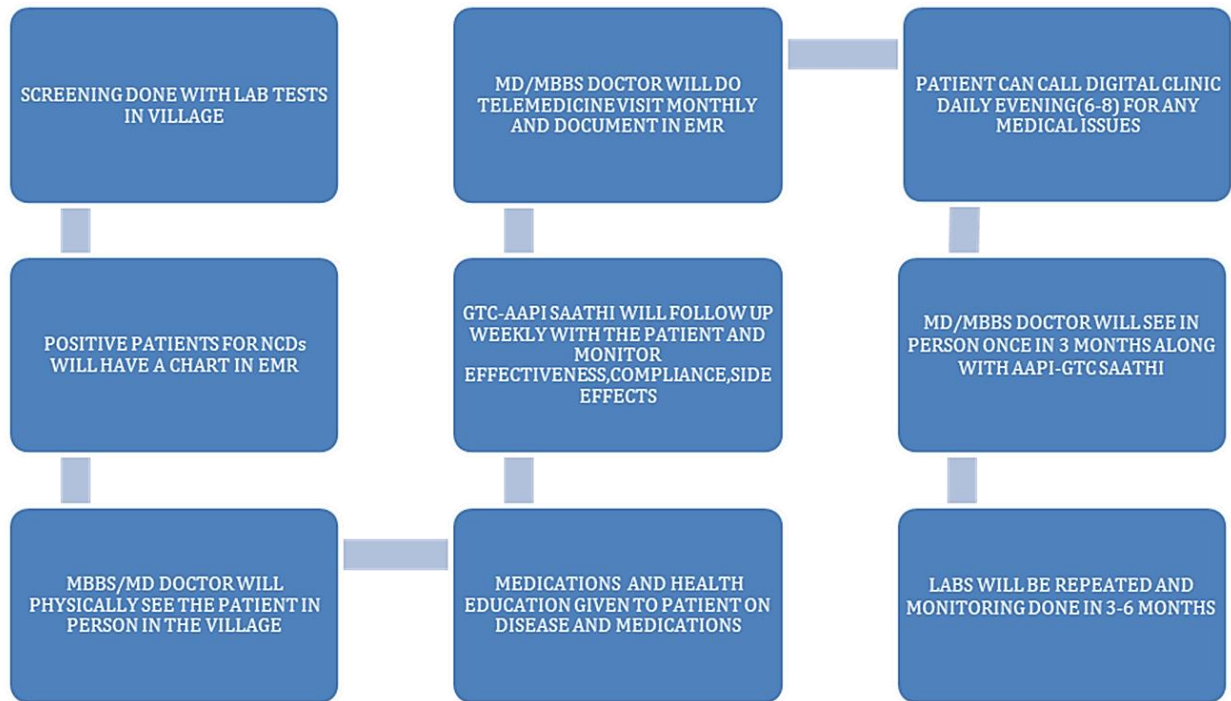 SCREENING DONE WITH LAB TESTS
IN VILLAGE
POSITIVE PATIENTS FOR NCDs
WILL HAVE A CHART IN EMR
MBBS/MD DOCTOR WILL
PHYSICALLY SEE THE PATIENT IN
PERSON IN THE VILLAGE
MEDICATIONS AND HEALTH
EDUCATION GIVEN TO PATIENT ON
DISEASE AND MEDICATIONS
GTC-AAPI SAATHI WILL FOLLOW UP
WEEKLY WITH THE PATIENT AND
MONITOR
EFFECTIVENESS,COMPLIANCE,SIDE
EFFECTS
MD/MBBS DOCTOR WILL DO
TELEMEDICINE VISIT MONTHLY
AND DOCUMENT IN EMR
PATIENT CAN CALL DIGITAL CLINIC
DAILY EVENING(6-8) FOR ANY
MEDICAL ISSUES
MD/MBBS DOCTOR WILL SEE IN
PERSON ONCE IN 3 MONTHS ALONG
WITH AAPI-GTC SAATHI
LABS WILL BE REPEATED AND
MONITORING DONE IN 3-6 MONTHS